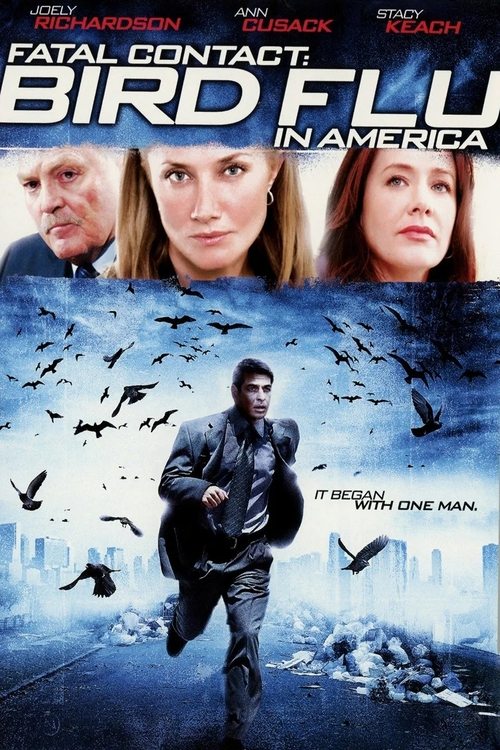 JOELY RICHARDSON
ANN CUSACK
STACY KEACH
FATAL CONTACT:
BIRD FLU
IN AMERICA
IT BEGAN
WITH ONE MAN.